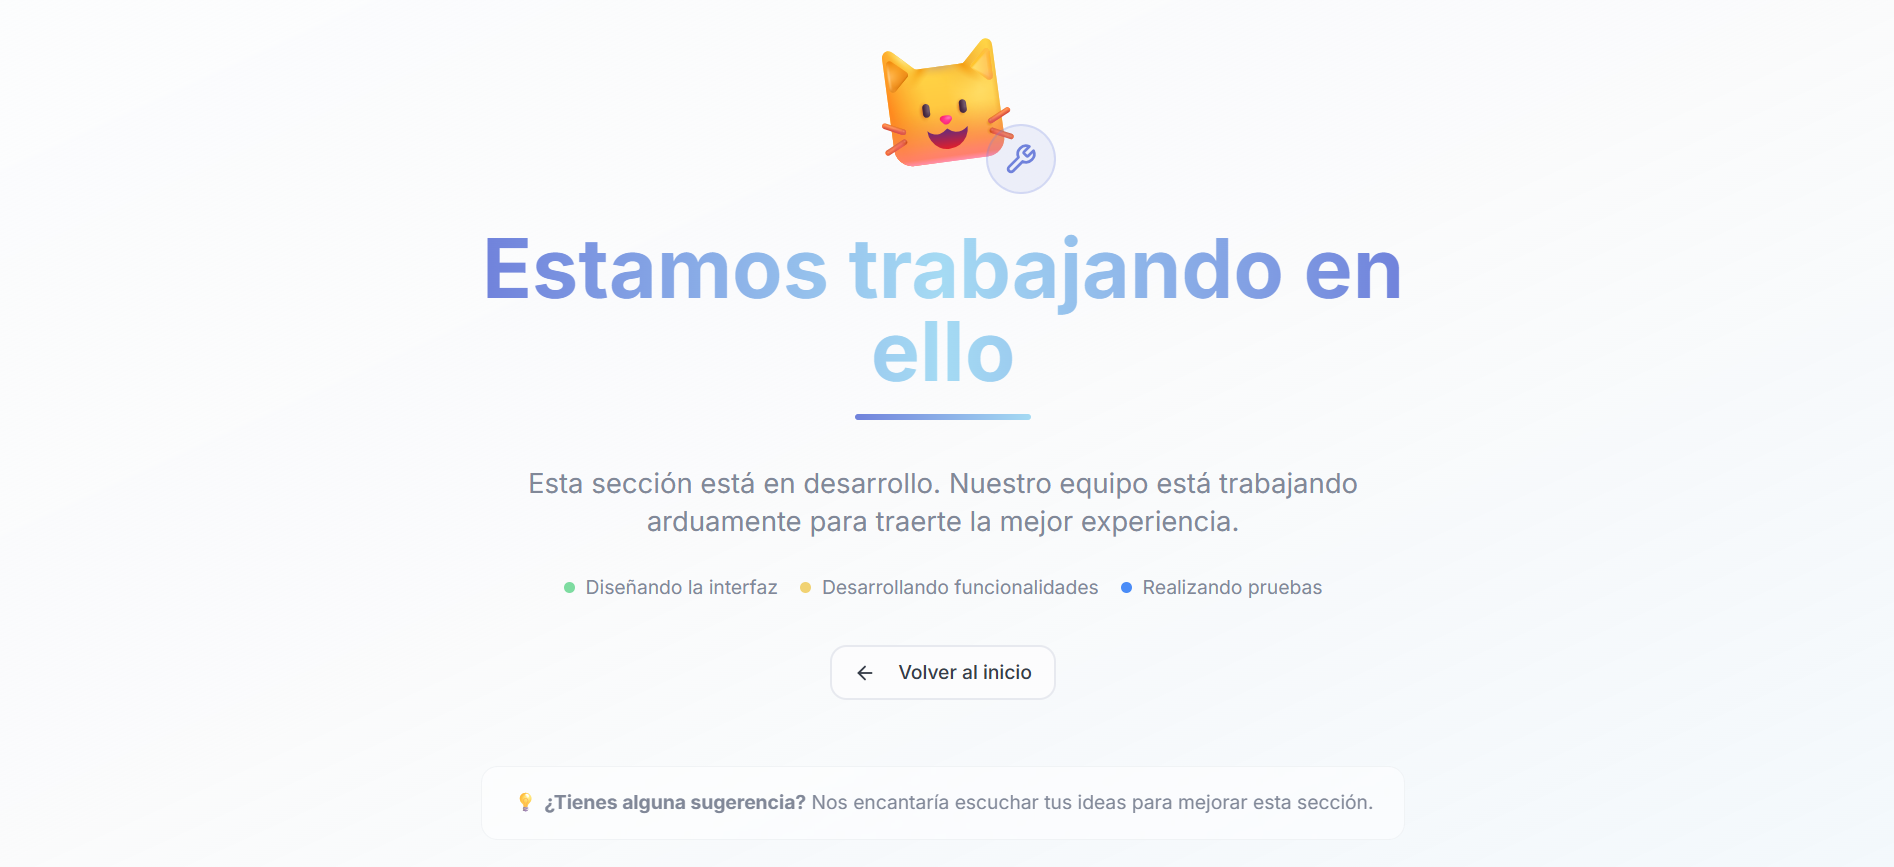 Estamos trabajando en
ello
Esta sección está en desarrollo. Nuestro equipo está trabajando
arduamente para traerte la mejor experiencia.
Diseñando la interfaz Desarrollando funcionalidades Realizando pruebas
Volver al inicio
¿Tienes alguna sugerencia? Nos encantaría escuchar tus ideas para mejorar esta sección.